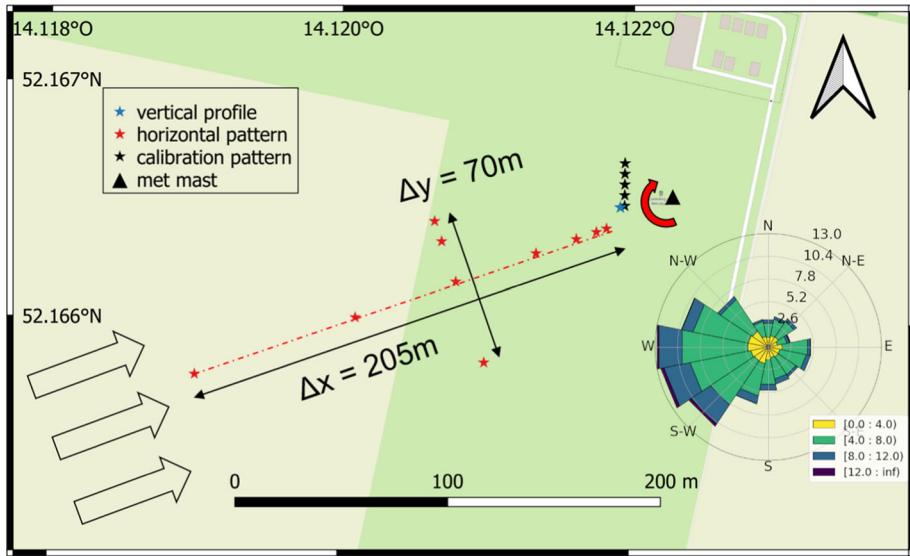 14.118°O
14.120°O
14.122°O
52.167°N
vertical profile
horizontal pattern
calibration pattern
met mast
Δy = 70m
Δx = 205m
52.166°N
N
13.0
10.4
7.8
5.2
2.6
N-W
N-E
W
E
S-W
S-E
S
[0.0 : 4.0)
[4.0 : 8.0)
[8.0 : 12.0)
[12.0 : inf)
0
100
200 m